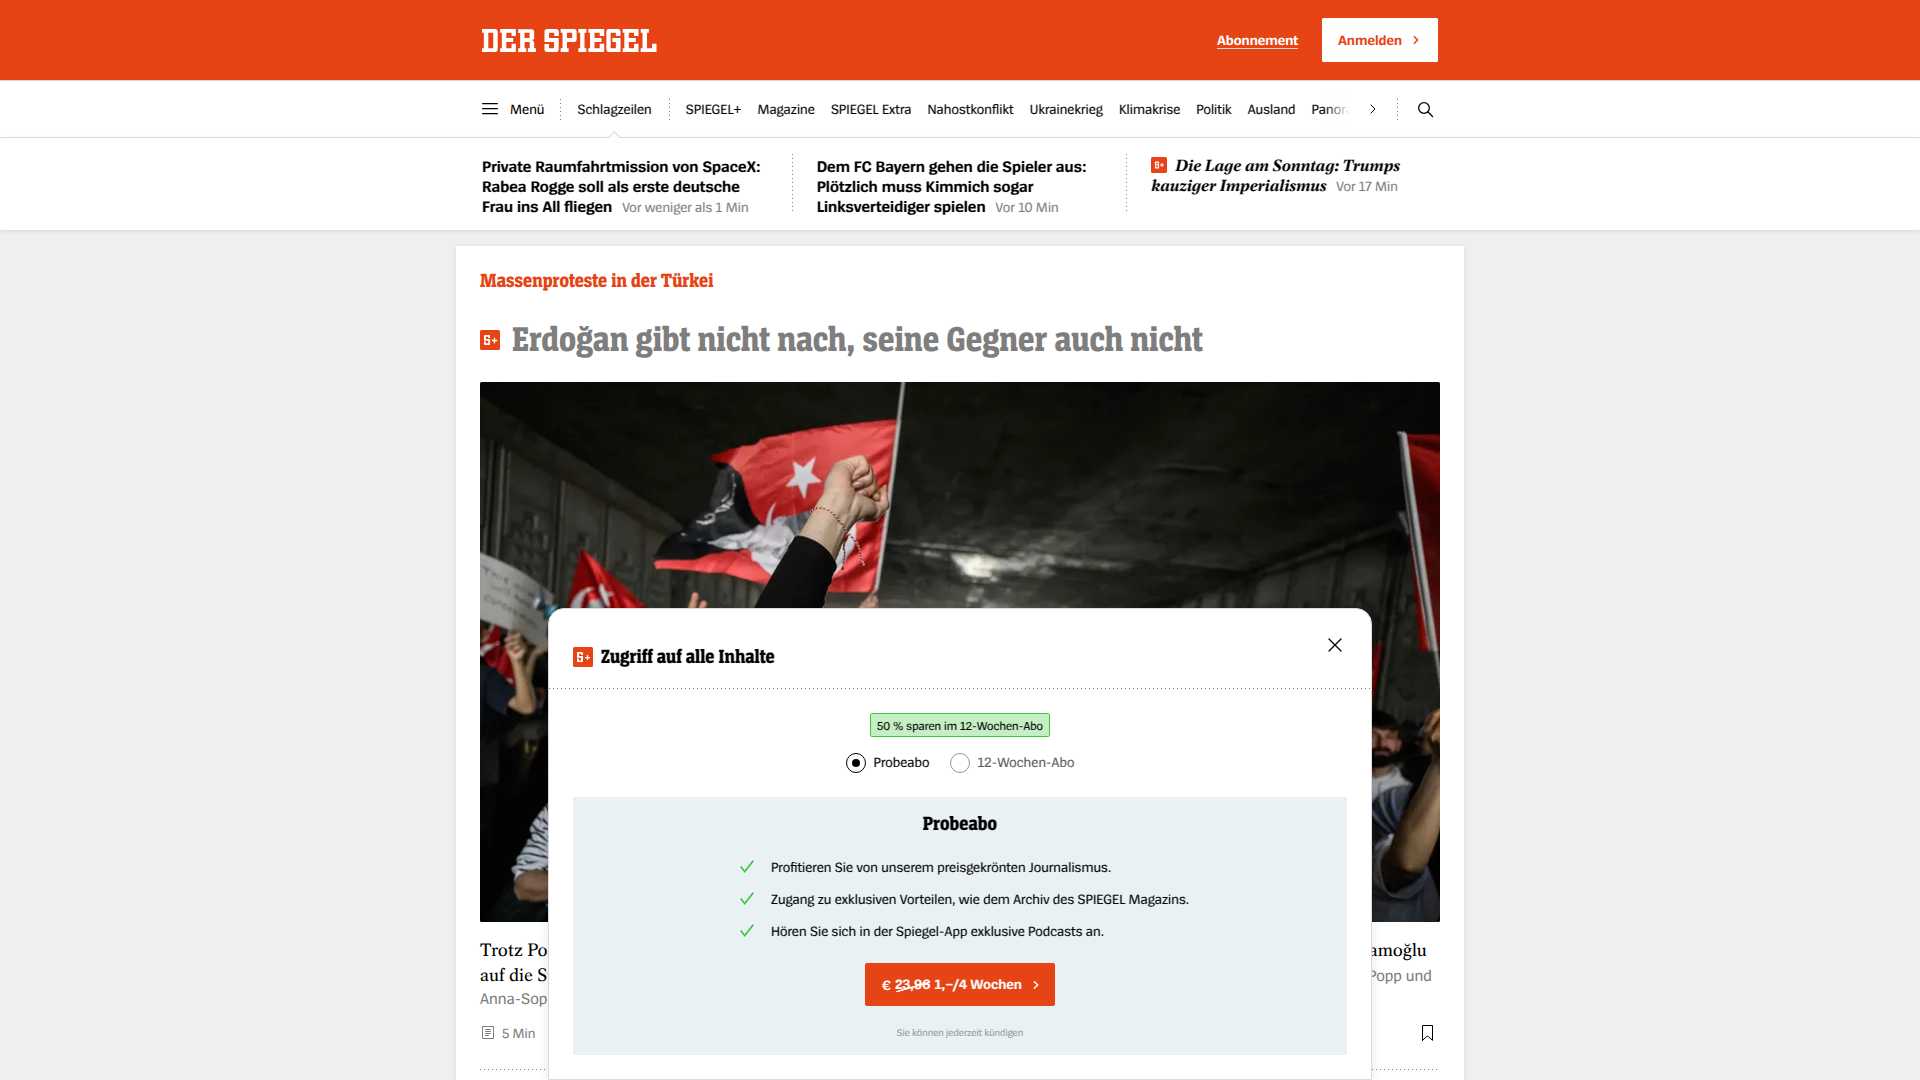 DER SPIEGEL
Abonnement
Anmelden
Menü
Schlagzeilen
SPIEGEL+
Magazine
SPIEGEL Extra
Nahostkonflikt
Ukrainekrieg
Klimakrise
Politik
Ausland
Private Raumfahrtmission von SpaceX:
Rabea Rogge soll als erste deutsche
Frau ins All fliegen Vor weniger als 1 Min
Dem FC Bayern gehen die Spieler aus:
Plötzlich muss Kimmich sogar
Linksverteidiger spielen Vor 10 Min
S+ Die Lage am Sonntag: Trumps
kauziger Imperialismus Vor 17 Min
Massenproteste in der Türkei
S+ Erdoğan gibt nicht nach, seine Gegner auch nicht
S+ Zugriff auf alle Inhalte
50 % sparen im 12-Wochen-Abo
Probeabo
12-Wochen-Abo
Probeabo
Profitieren Sie von unserem preisgekrönten Journalismus.
Zugang zu exklusiven Vorteilen, wie dem Archiv des SPIEGEL Magazins.
Hören Sie sich in der Spiegel-App exklusive Podcasts an.
€ 23,96 1,–/4 Wochen
Sie können jederzeit kündigen
Trotz Po
amoğlu
auf die S
Popp und
Anna-Sop
5 Min